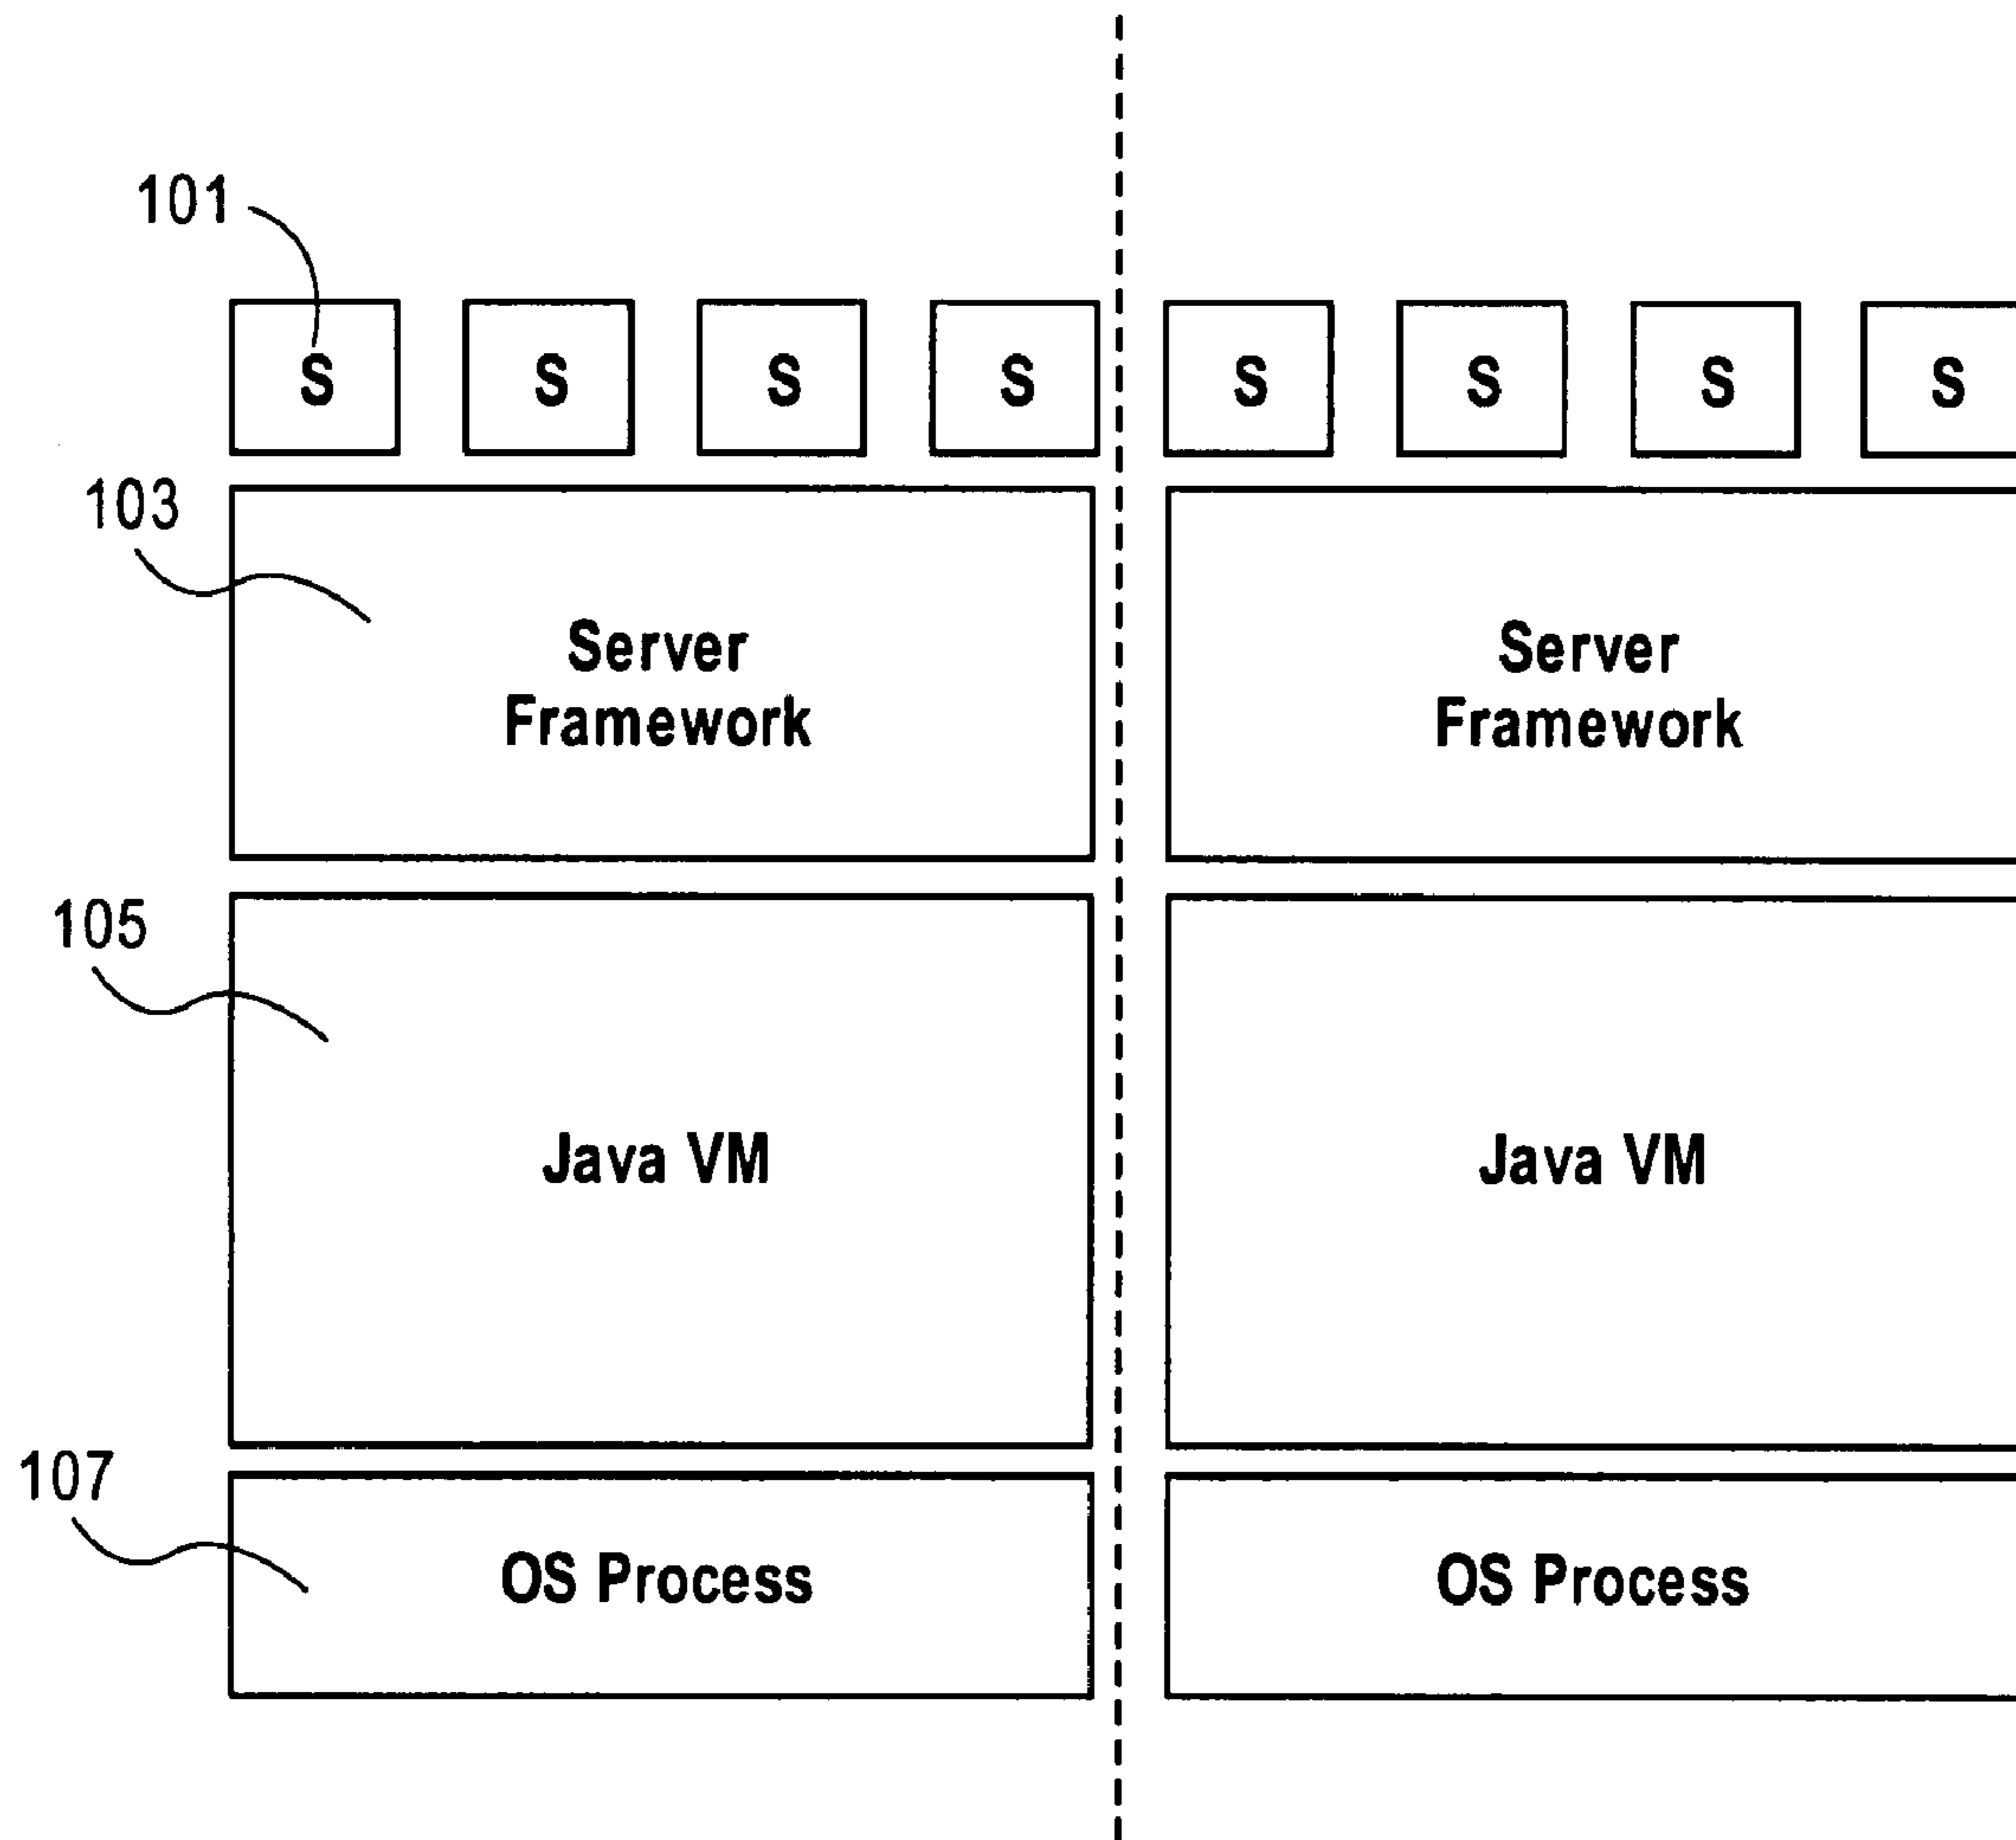 101
S S S S S S S S
103
Server
Framework
Server
Framework
105
Java VM
Java VM
107
OS Process
OS Process